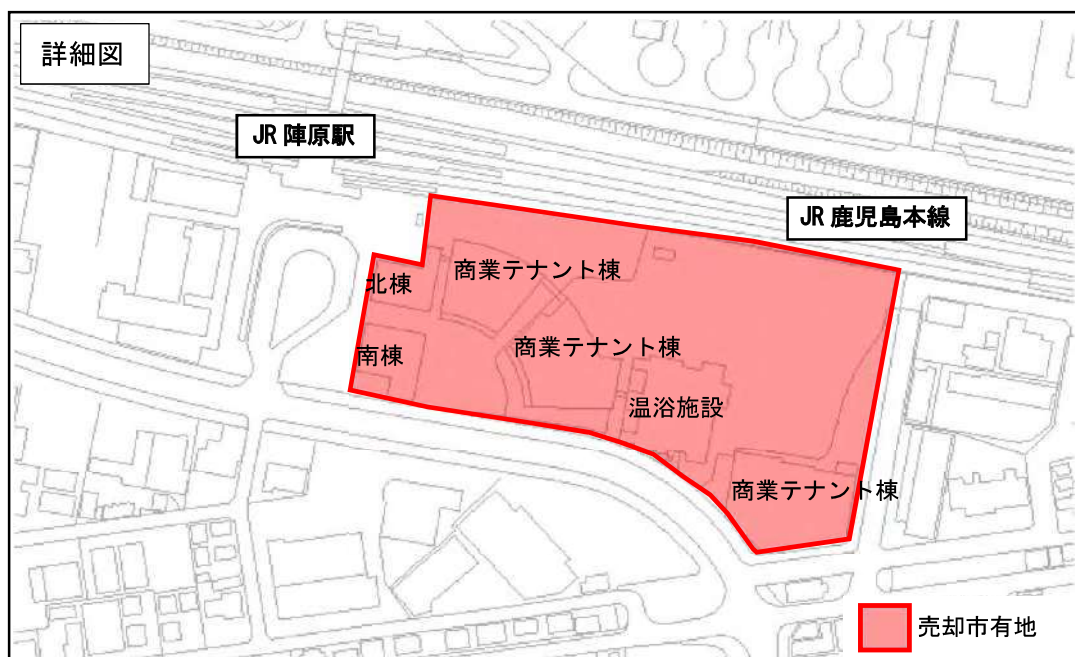 詳細図
JR 陣原駅
JR 鹿児島本線
商業テナント棟
北棟
商業テナント棟
南棟
温浴施設
商業テナント棟
売却市有地